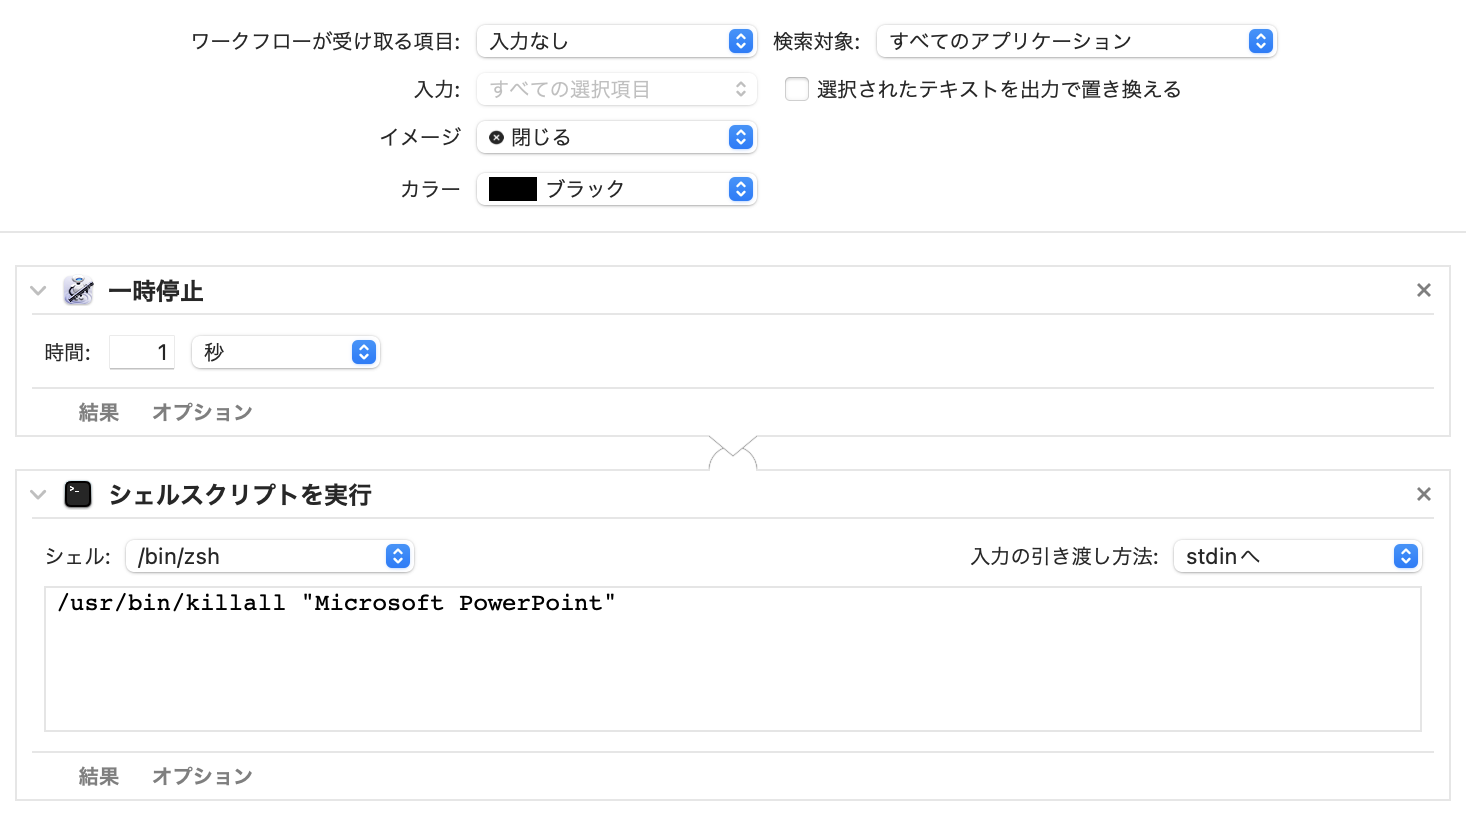 ワークフローが受け取る項目: 入力なし 検索対象: すべてのアプリケーション
入力: すべての選択項目 選択されたテキストを出力で置き換える
イメージ 閉じる
カラー ブラック
一時停止
時間: 1 秒
結果 オプション
シェルスクリプトを実行
シェル: /bin/zsh 入力の引き渡し方法: stdinへ
/usr/bin/killall "Microsoft PowerPoint"
結果 オプション